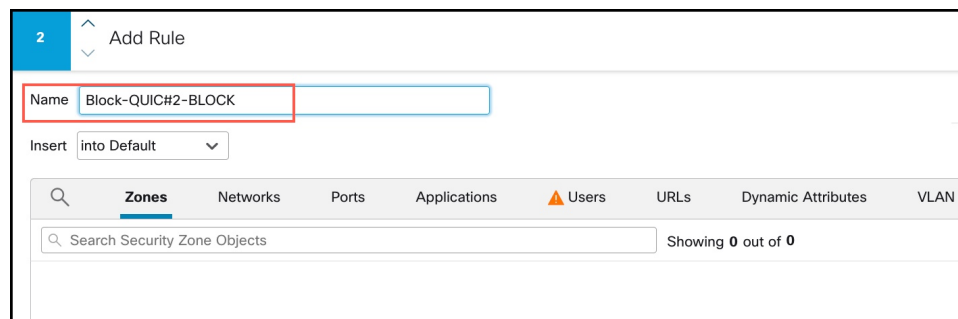 2 Add Rule
Name Block-QUIC#2-BLOCK
Insert into Default
Zones Networks Ports Applications Users URLs Dynamic Attributes VLAN
Search Security Zone Objects Showing 0 out of 0